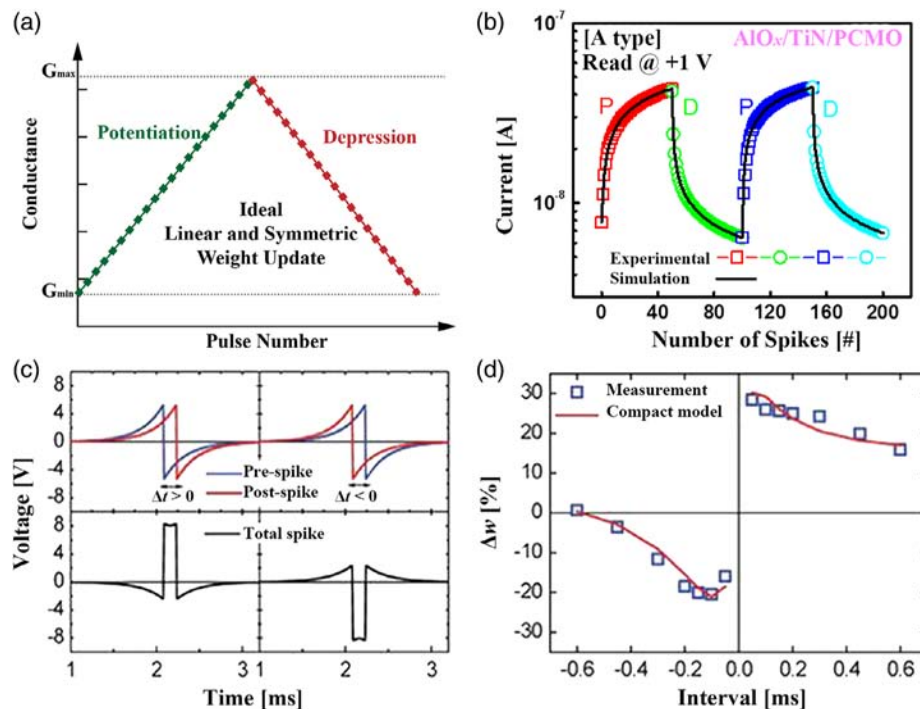 (a)
Gmax
Potentiation
Depression
Ideal
Linear and Symmetric
Weight Update
Gmin
Conductance
Pulse Number
(b)
10⁻⁷
[A type]
AlOx/TiN/PCMO
Read @ +1 V
P
D
P
D
10⁻⁸
Experimental
Simulation
Current [A]
0 40 80 120 160 200
Number of Spikes [#]
(c)
8
4
0
-4
-8
Pre-spike
Post-spike
Δt > 0
Δt < 0
8
4
0
-4
-8
Total spike
Voltage [V]
1 2 3 1 2 3
Time [ms]
(d)
30
20
10
0
-10
-20
-30
Measurement
Compact model
Δw [%]
-0.6 -0.4 -0.2 0.0 0.2 0.4 0.6
Interval [ms]